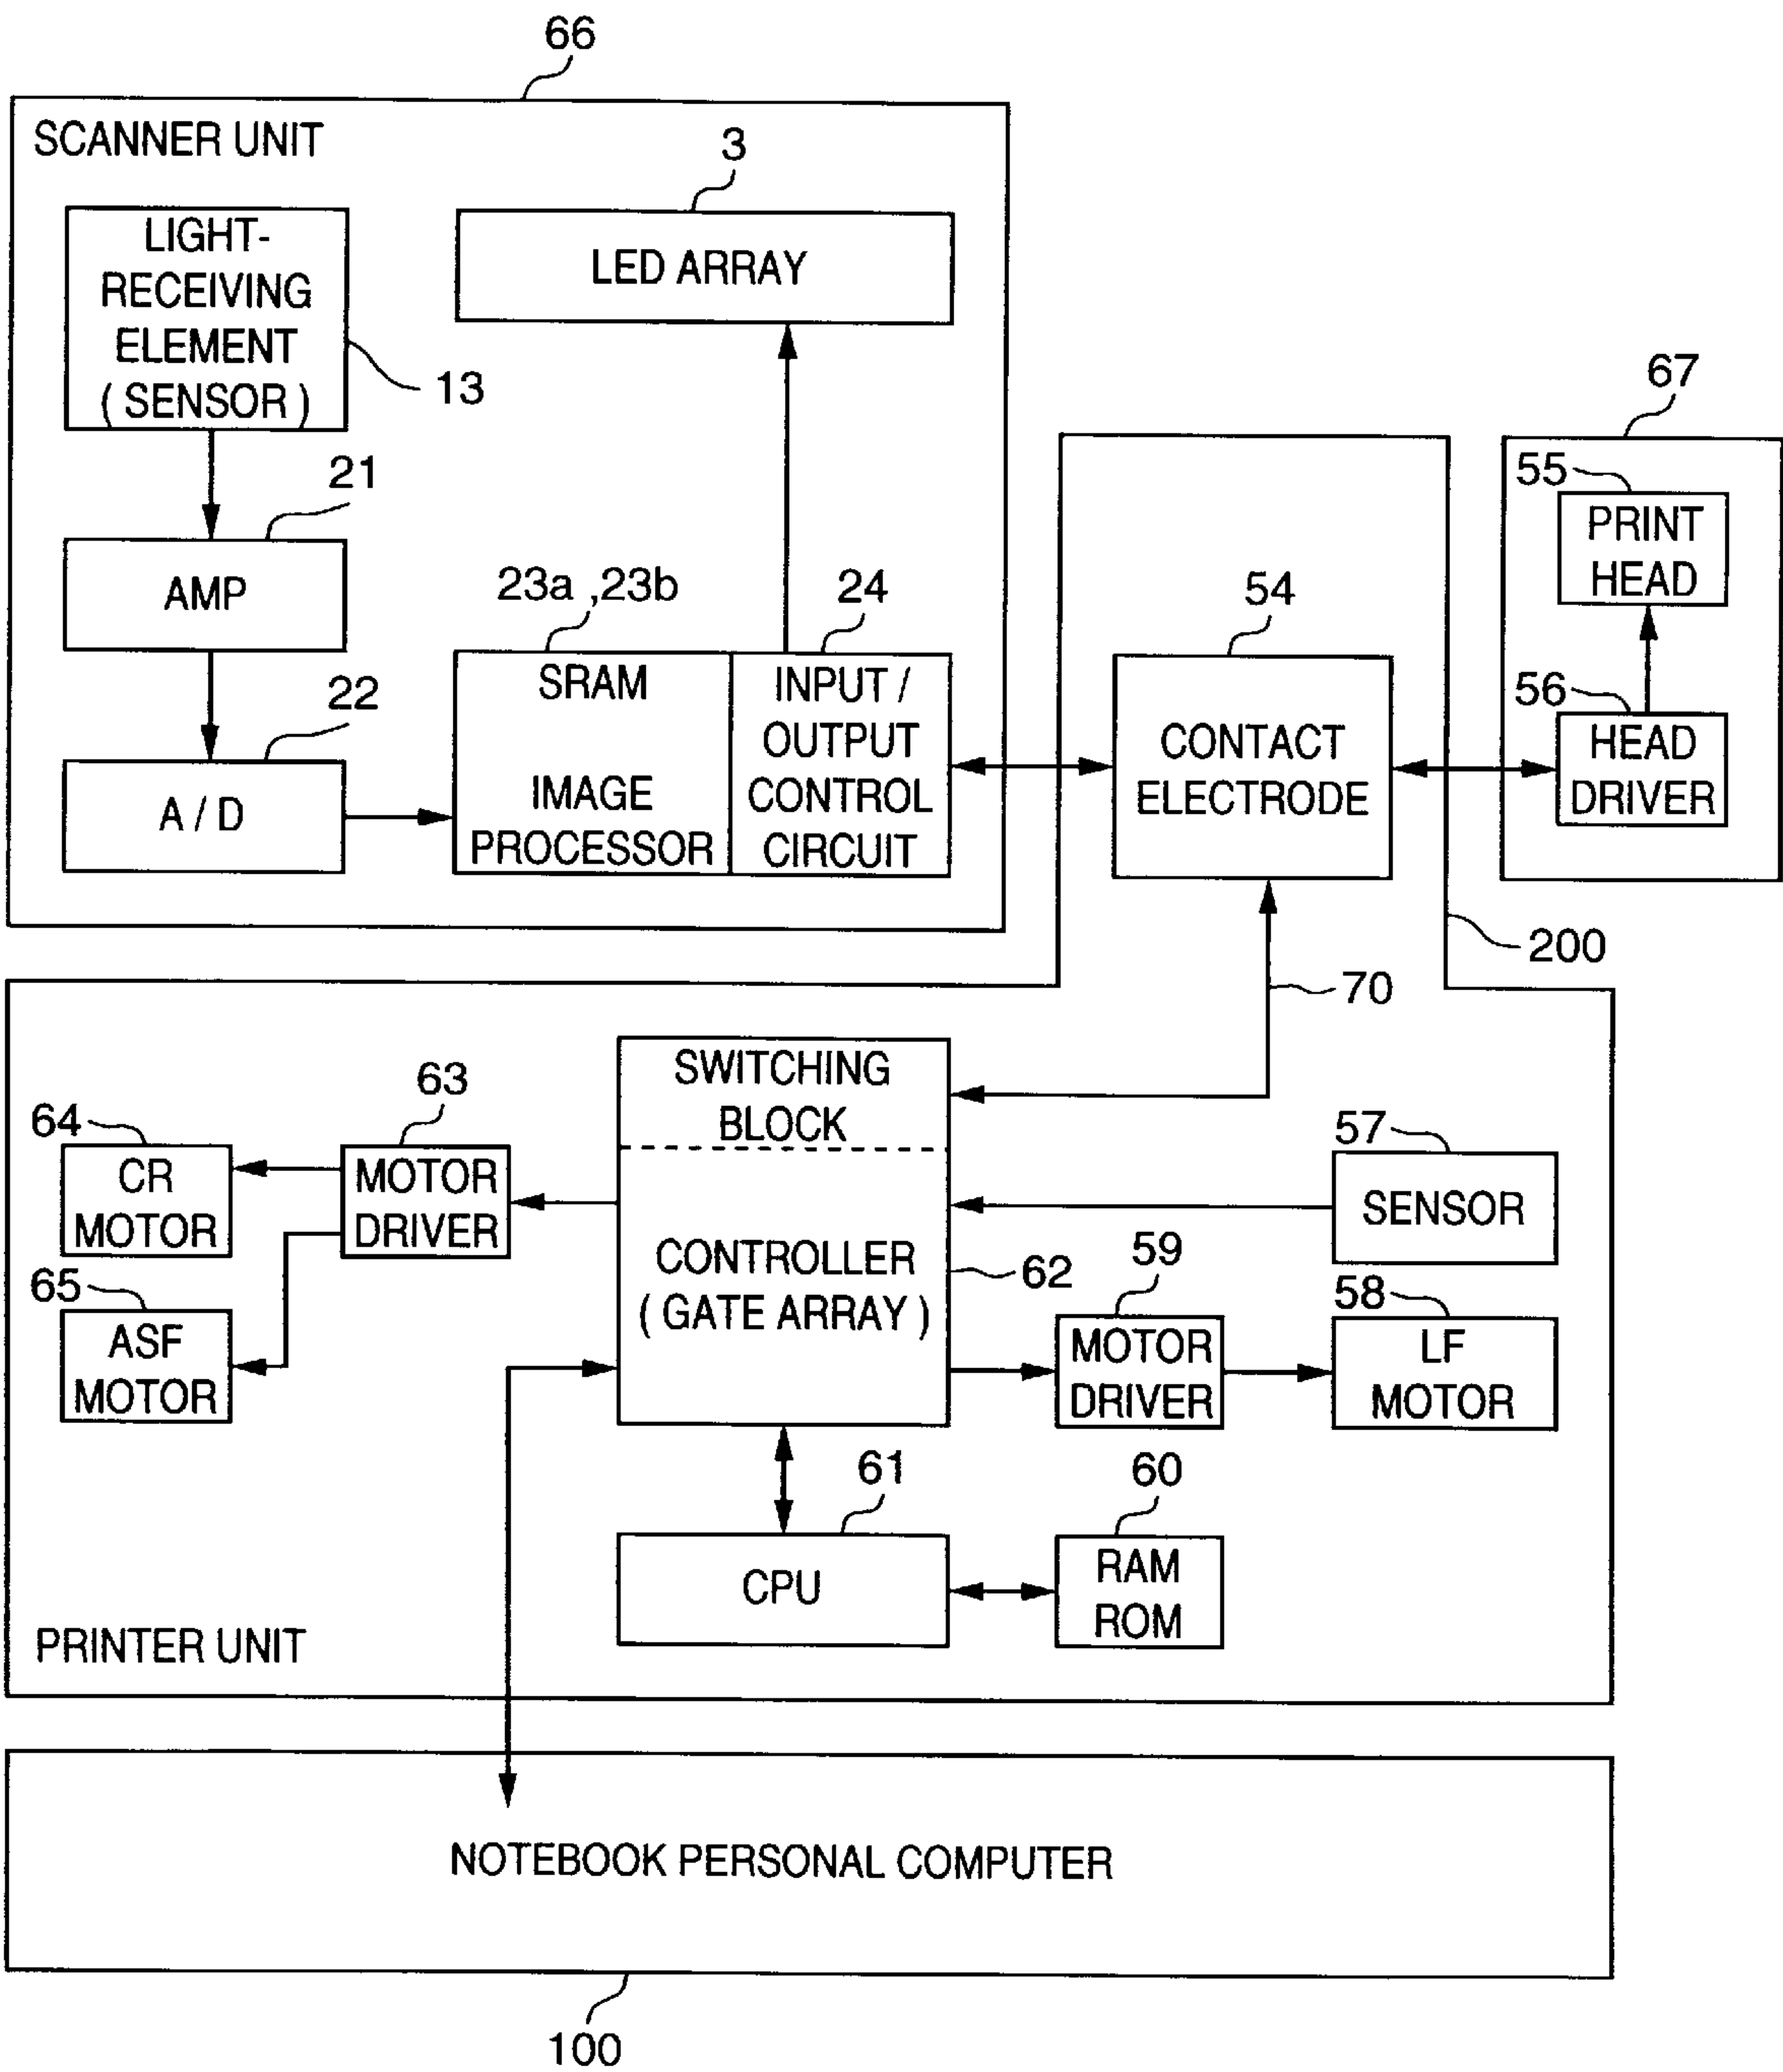 66
SCANNER UNIT
3
LIGHT-
RECEIVING
ELEMENT
( SENSOR )
LED ARRAY
13
67
21
55
PRINT
HEAD
AMP
23a ,23b
24
54
SRAM
IMAGE
PROCESSOR
INPUT /
OUTPUT
CONTROL
CIRCUIT
CONTACT
ELECTRODE
56
HEAD
DRIVER
22
A / D
200
70
SWITCHING
BLOCK
63
64
CR
MOTOR
MOTOR
DRIVER
57
SENSOR
CONTROLLER
( GATE ARRAY )
62
59
65
ASF
MOTOR
MOTOR
DRIVER
58
LF
MOTOR
61
60
CPU
RAM
ROM
PRINTER UNIT
NOTEBOOK PERSONAL COMPUTER
100